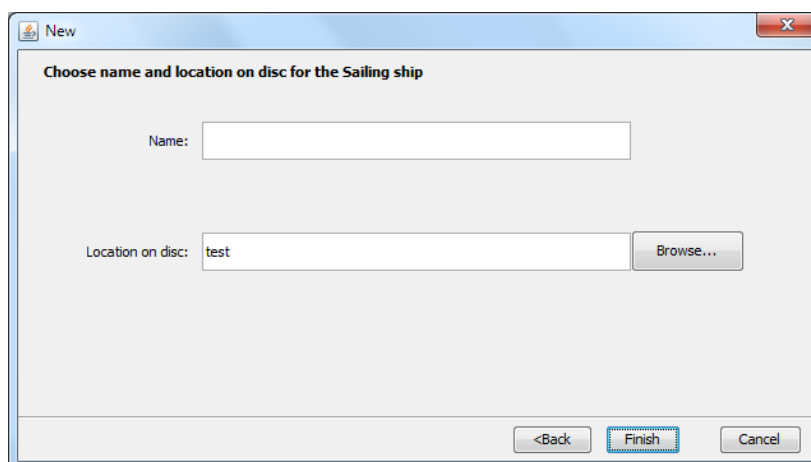 New
Choose name and location on disc for the Sailing ship
Name:
Location on disc: test Browse...
<Back Finish Cancel